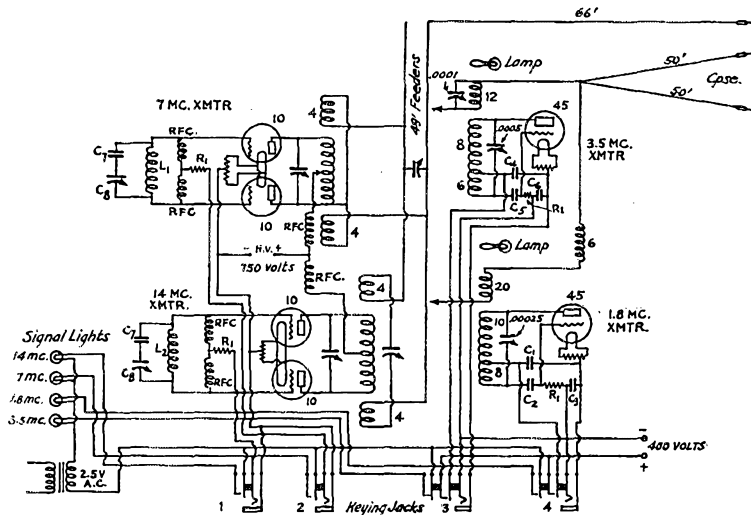 66'
Lamp
50'
Cpse.
50'
.0001
12
7 MC. XMTR
4
48' Feeders
45
3.5 MC.
XMTR
10
RFC.
C7
L1
R1
C8
RFC
10
8
.0005
C4
6
C5
C6
R1
4
RFC
- H.V. +
750 VOLTS
RFC.
Lamp
6
20
4
14 MC.
XMTR.
10
45
1.8 MC.
XMTR.
Signal Lights
C7
L2
RFC
R1
C8
RFC
10
10
.00025
C1
8
C2
R1
C3
4
14 mc.
7 mc.
1.8 mc.
3.5 mc.
2.5V
A.C.
-
400 VOLTS
+
1
2
Keying Jacks
3
4